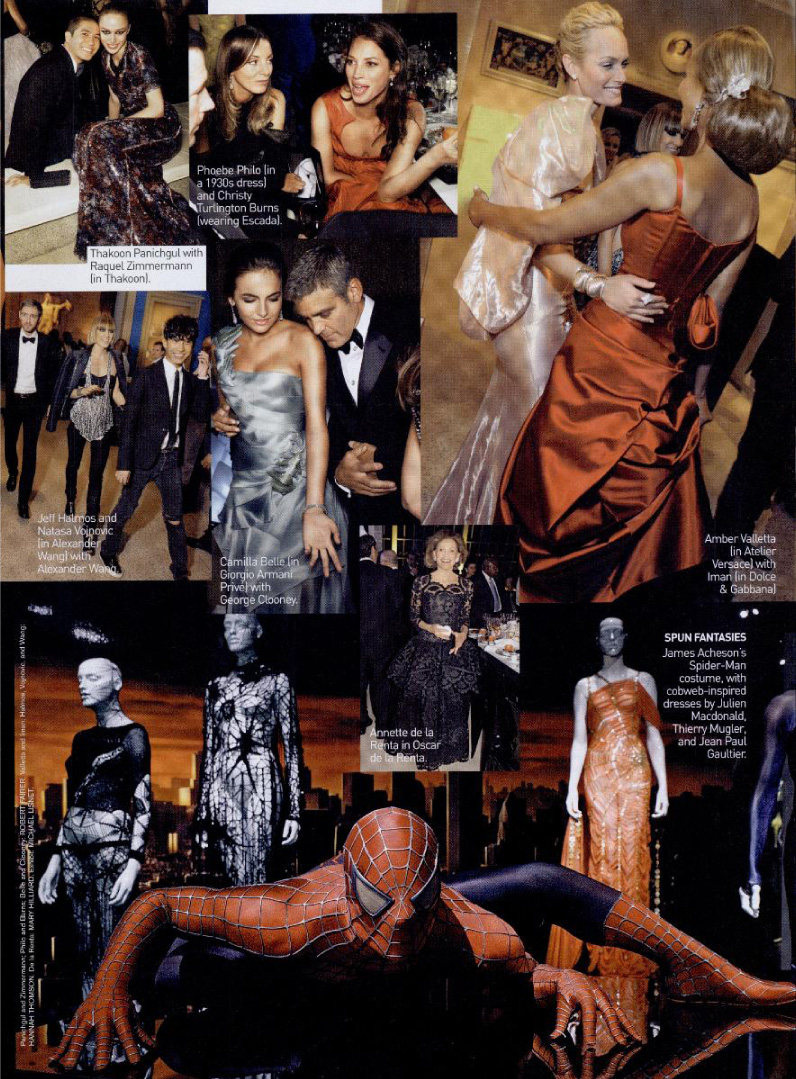 Phoebe Philo (in
a 1930s dress)
and Christy
Turlington Burns
(wearing Escada).
Thakoon Panichgul with
Raquel Zimmermann
(in Thakoon).
Jeff Halmos and
Natasa Vojnovic
(in Alexander
Wang) with
Alexander Wang.
Camilla Belle (in
Giorgio Armani
Privé) with
George Clooney.
Amber Valletta
(in Atelier
Versace) with
Iman (in Dolce
& Gabbana)
Annette de la
Renta in Oscar
de la Renta.
SPUN FANTASIES
James Acheson's
Spider-Man
costume, with
cobweb-inspired
dresses by Julien
Macdonald,
Thierry Mugler,
and Jean Paul
Gaultier.
Panichgul and Zimmermann; Philo and Burns; Belle and Clooney: ROBERT FAIRER. Valletta and Iman; Halmos, Vojnovic, and Wang:
HANNAH THOMSON. De la Renta: MARY HILLIARD. MICHAEL